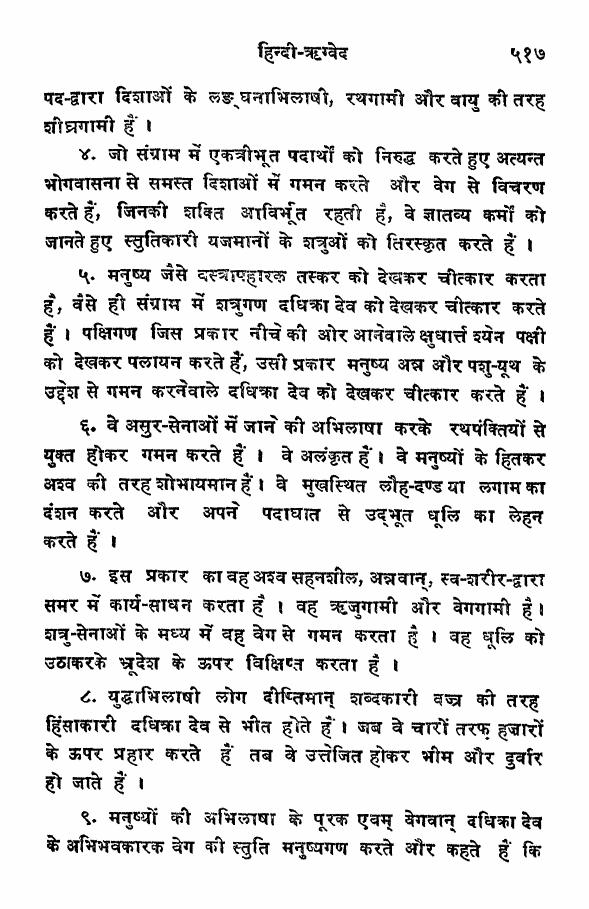 हिन्दी-ऋग्वेद ५१७
पद-द्वारा दिशाओं के लङ्घनाभिलाषी, रथगामी और वायु की तरह
शीघ्रगामी हैं ।
४. जो संग्राम में एकत्रीभूत पदार्थों को निरुद्ध करते हुए अत्यन्त
भोगवासना से समस्त दिशाओं में गमन करते और वेग से विचरण
करते हैं, जिनकी शक्ति आविर्भूत रहती है, वे ज्ञातव्य कर्मों को
जानते हुए स्तुतिकारी यजमानों के शत्रुओं को तिरस्कृत करते हैं ।
५. मनुष्य जैसे वस्त्रापहारक तस्कर को देखकर चीत्कार करता
है, वैसे ही संग्राम में शत्रुगण दधिक्रा देव को देखकर चीत्कार करते
हैं । पक्षिगण जिस प्रकार नीचे की ओर आनेवाले क्षुधार्त्त श्येन पक्षी
को देखकर पलायन करते हैं, उसी प्रकार मनुष्य अन्न और पशु-यूथ के
उद्देश से गमन करनेवाले दधिक्रा देव को देखकर चीत्कार करते हैं ।
६. वे असुर-सेनाओं में जाने की अभिलाषा करके रथपंक्तियों से
युक्त होकर गमन करते हैं । वे अलंकृत हैं । वे मनुष्यों के हितकर
अश्व की तरह शोभायमान हैं । वे मुखस्थित लौह-दण्ड या लगाम का
दंशन करते और अपने पदाघात से उद्भूत धूलि का लेहन
करते हैं ।
७. इस प्रकार का वह अश्व सहनशील, अन्नवान्, स्व-शरीर-द्वारा
समर में कार्य-साधन करता है । वह ऋजुगामी और वेगगामी है ।
शत्रु-सेनाओं के मध्य में वह वेग से गमन करता है । वह धूलि को
उठाकरके भ्रूदेश के ऊपर विक्षिप्त करता है ।
८. युद्धाभिलाषी लोग दीप्तिमान् शब्दकारी वज्र की तरह
हिंसाकारी दधिक्रा देव से भीत होते हैं । जब वे चारों तरफ़ हजारों
के ऊपर प्रहार करते हैं तब वे उत्तेजित होकर भीम और दुर्वार
हो जाते हैं ।
९. मनुष्यों की अभिलाषा के पूरक एवम् वेगवान् दधिक्रा देव
के अभिभवकारक वेग की स्तुति मनुष्यगण करते और कहते हैं कि